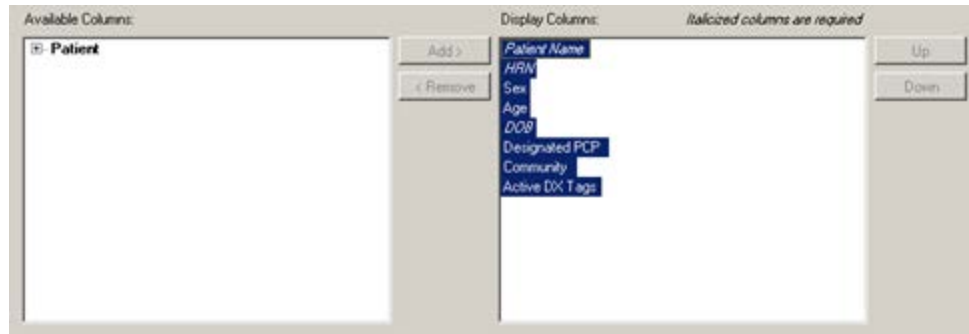 Available Columns:
Display Columns:
Italicized columns are required
Patient
Add >
< Remove
Patient Name
HRN
Sex
Age
DOB
Designated PCP
Community
Active DX Tags
Up
Down